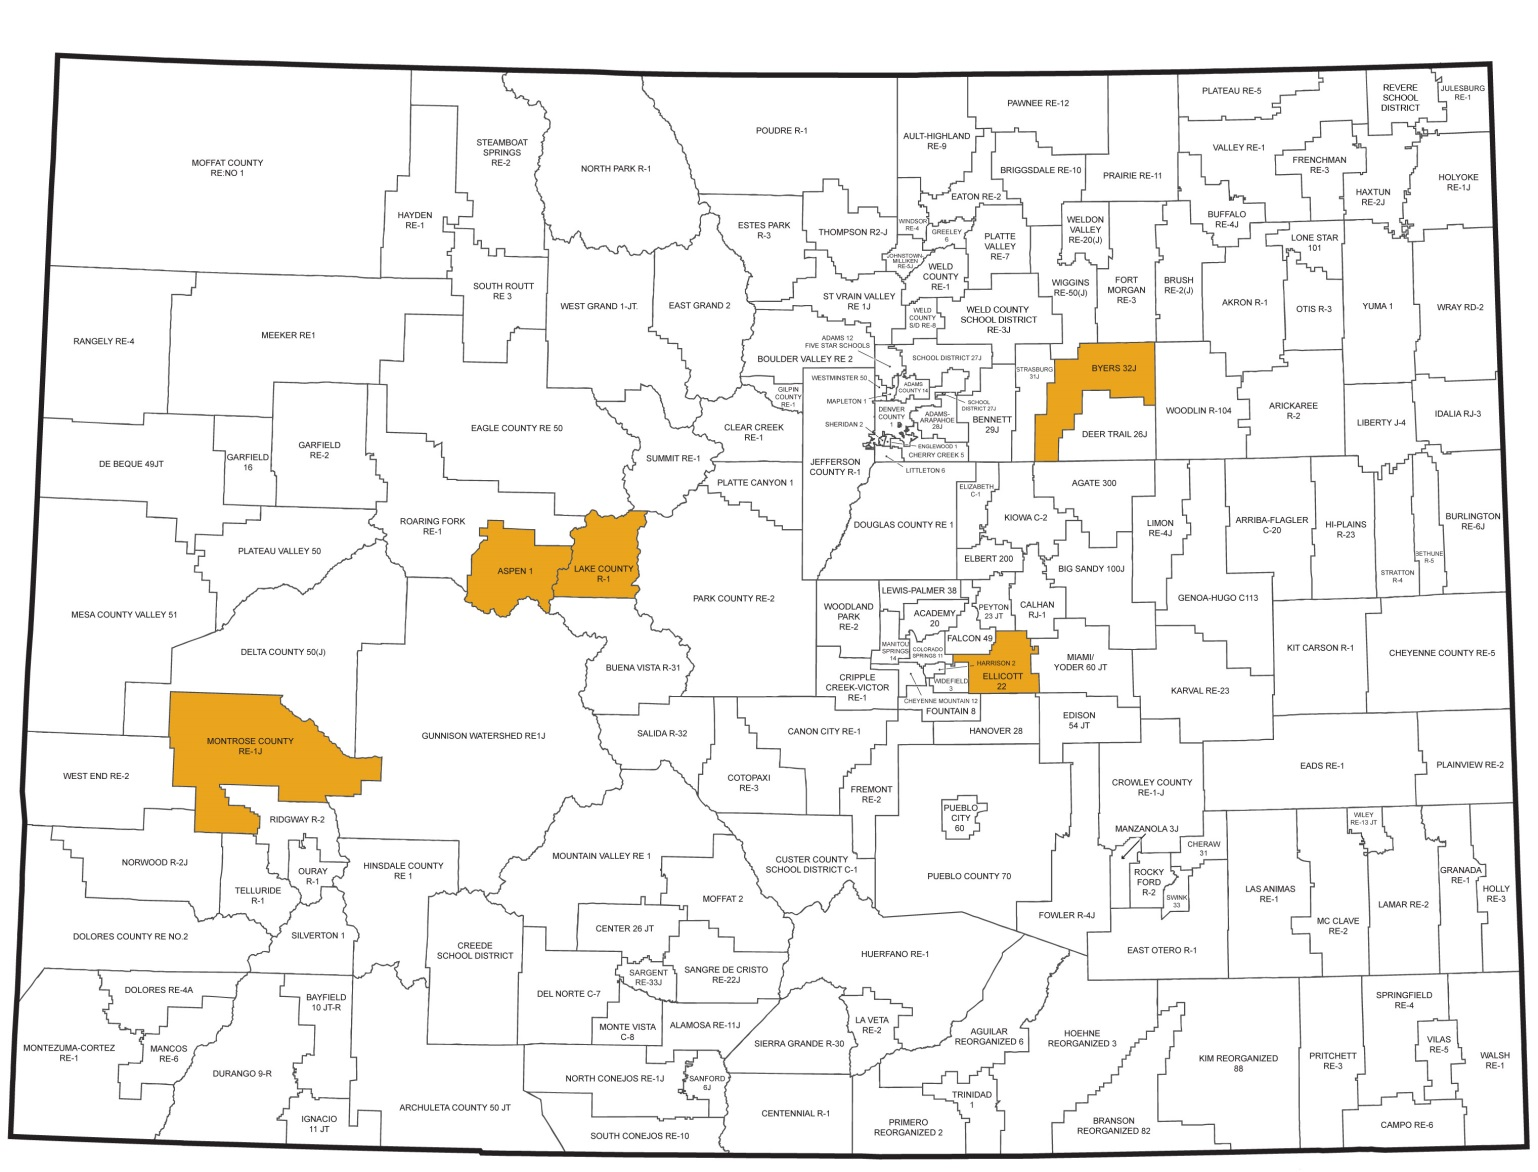 PLATEAU RE-5
REVERE
SCHOOL
DISTRICT
JULESBURG
RE-1
PAWNEE RE-12
POUDRE R-1
AULT-HIGHLAND
RE-9
MOFFAT COUNTY
RE:NO 1
STEAMBOAT
SPRINGS
RE-2
NORTH PARK R-1
BRIGGSDALE RE-10
PRAIRIE RE-11
VALLEY RE-1
FRENCHMAN
RE-3
HAXTUN
RE-2J
HOLYOKE
RE-1J
EATON RE-2
HAYDEN
RE-1
ESTES PARK
R-3
THOMPSON R2-J
WINDSOR
RE-4
GREELEY
6
PLATTE
VALLEY
RE-7
WELDON
VALLEY
RE-20(J)
BUFFALO
RE-4J
LONE STAR
101
JOHNSTOWN-
MILLIKEN
RE-5J
WELD
COUNTY
RE-1
SOUTH ROUTT
RE 3
WEST GRAND 1-JT.
EAST GRAND 2
ST VRAIN VALLEY
RE 1J
WELD
COUNTY
S/D RE-8
WELD COUNTY
SCHOOL DISTRICT
RE-3J
WIGGINS
RE-50(J)
FORT
MORGAN
RE-3
BRUSH
RE-2(J)
AKRON R-1
OTIS R-3
YUMA 1
WRAY RD-2
RANGELY RE-4
MEEKER RE1
ADAMS 12
FIVE STAR SCHOOLS
BOULDER VALLEY RE 2
SCHOOL DISTRICT 27J
STRASBURG
31J
BYERS 32J
WESTMINSTER 50
ADAMS
COUNTY 14
GILPIN
COUNTY
RE-1
MAPLETON 1
SCHOOL
DISTRICT 27J
DENVER
COUNTY
1
ADAMS-
ARAPAHOE
28J
BENNETT
29J
WOODLIN R-104
ARICKAREE
R-2
LIBERTY J-4
IDALIA RJ-3
EAGLE COUNTY RE 50
CLEAR CREEK
RE-1
SHERIDAN 2
DEER TRAIL 26J
ENGLEWOOD 1
CHERRY CREEK 5
GARFIELD
RE-2
GARFIELD
16
DE BEQUE 49JT
SUMMIT RE-1
JEFFERSON
COUNTY R-1
LITTLETON 6
PLATTE CANYON 1
ELIZABETH
C-1
AGATE 300
ROARING FORK
RE-1
DOUGLAS COUNTY RE 1
KIOWA C-2
LIMON
RE-4J
ARRIBA-FLAGLER
C-20
HI-PLAINS
R-23
BURLINGTON
RE-6J
PLATEAU VALLEY 50
ASPEN 1
LAKE COUNTY
R-1
ELBERT 200
BIG SANDY 100J
STRATTON
R-4
BETHUNE
R-5
MESA COUNTY VALLEY 51
PARK COUNTY RE-2
WOODLAND
PARK
RE-2
LEWIS-PALMER 38
ACADEMY
20
PEYTON
23 JT
CALHAN
RJ-1
GENOA-HUGO C113
DELTA COUNTY 50(J)
FALCON 49
MANITOU
SPRINGS
14
COLORADO
SPRINGS 11
HARRISON 2
MIAMI/
YODER 60 JT
KIT CARSON R-1
CHEYENNE COUNTY RE-5
BUENA VISTA R-31
CRIPPLE
CREEK-VICTOR
RE-1
WIDEFIELD
3
ELLICOTT
22
KARVAL RE-23
CHEYENNE MOUNTAIN 12
FOUNTAIN 8
EDISON
54 JT
MONTROSE COUNTY
RE-1J
GUNNISON WATERSHED RE1J
SALIDA R-32
CANON CITY RE-1
HANOVER 28
WEST END RE-2
COTOPAXI
RE-3
FREMONT
RE-2
CROWLEY COUNTY
RE-1-J
EADS RE-1
PLAINVIEW RE-2
RIDGWAY R-2
PUEBLO
CITY
60
MANZANOLA 3J
WILEY
RE-13 JT
CHERAW
31
NORWOOD R-2J
OURAY
R-1
HINSDALE COUNTY
RE 1
MOUNTAIN VALLEY RE 1
CUSTER COUNTY
SCHOOL DISTRICT C-1
PUEBLO COUNTY 70
ROCKY
FORD
R-2
SWINK
33
LAS ANIMAS
RE-1
GRANADA
RE-1
HOLLY
RE-3
TELLURIDE
R-1
MOFFAT 2
FOWLER R-4J
MC CLAVE
RE-2
LAMAR RE-2
DOLORES COUNTY RE NO.2
SILVERTON 1
CREEDE
SCHOOL DISTRICT
CENTER 26 JT
HUERFANO RE-1
EAST OTERO R-1
DOLORES RE-4A
BAYFIELD
10 JT-R
DEL NORTE C-7
SARGENT
RE-33J
SANGRE DE CRISTO
RE-22J
SPRINGFIELD
RE-4
MONTE VISTA
C-8
ALAMOSA RE-11J
LA VETA
RE-2
AGUILAR
REORGANIZED 6
HOEHNE
REORGANIZED 3
MONTEZUMA-CORTEZ
RE-1
MANCOS
RE-6
SIERRA GRANDE R-30
KIM REORGANIZED
88
PRITCHETT
RE-3
VILAS
RE-5
WALSH
RE-1
DURANGO 9-R
NORTH CONEJOS RE-1J
SANFORD
6J
TRINIDAD
1
ARCHULETA COUNTY 50 JT
IGNACIO
11 JT
CENTENNIAL R-1
PRIMERO
REORGANIZED 2
BRANSON
REORGANIZED 82
CAMPO RE-6
SOUTH CONEJOS RE-10